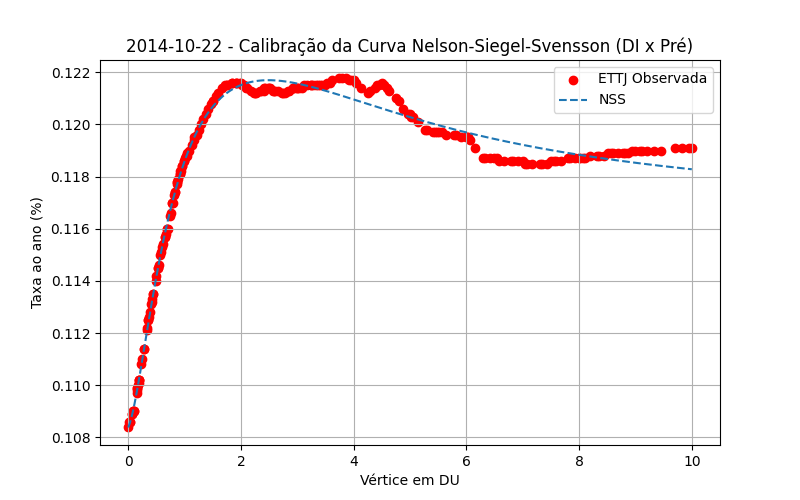 2014-10-22 - Calibração da Curva Nelson-Siegel-Svensson (DI x Pré)
ETTJ Observada
NSS
Taxa ao ano (%)
0.122
0.120
0.118
0.116
0.114
0.112
0.110
0.108
0 2 4 6 8 10
Vértice em DU